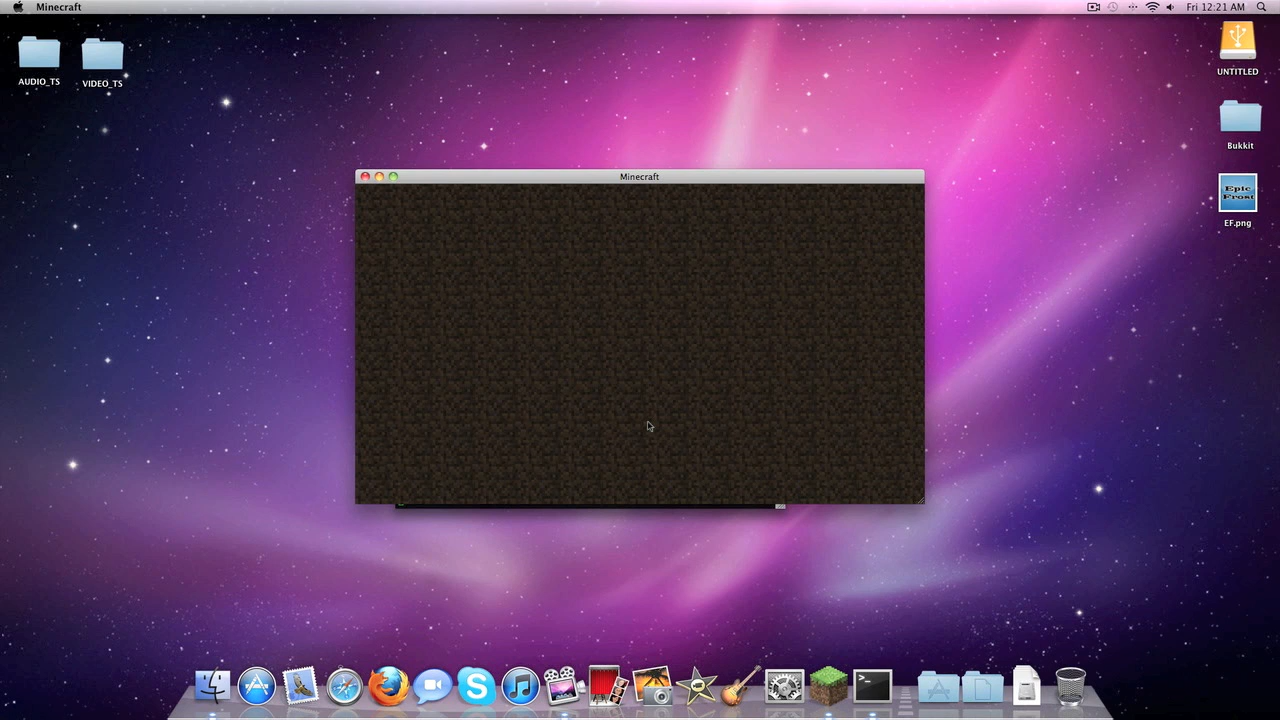 Minecraft
Fri 12:21 AM
AUDIO_TS
VIDEO_TS
UNTITLED
Bukkit
Epic
Frost
EF.png
Minecraft